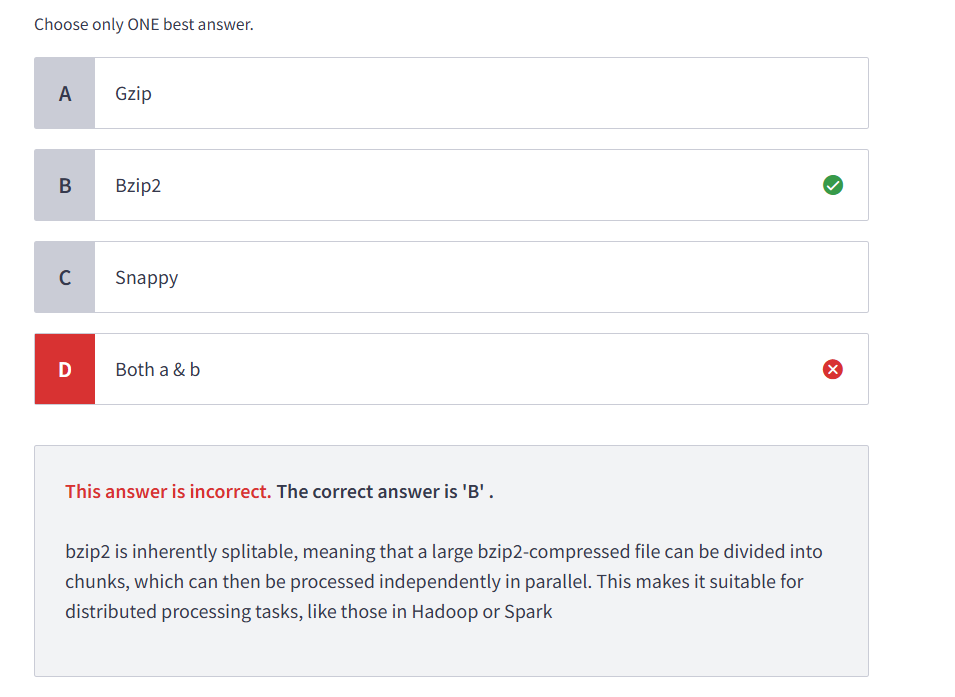 Choose only ONE best answer.
A Gzip
B Bzip2
C Snappy
D Both a & b
This answer is incorrect. The correct answer is 'B' .
bzip2 is inherently splitable, meaning that a large bzip2-compressed file can be divided into
chunks, which can then be processed independently in parallel. This makes it suitable for
distributed processing tasks, like those in Hadoop or Spark